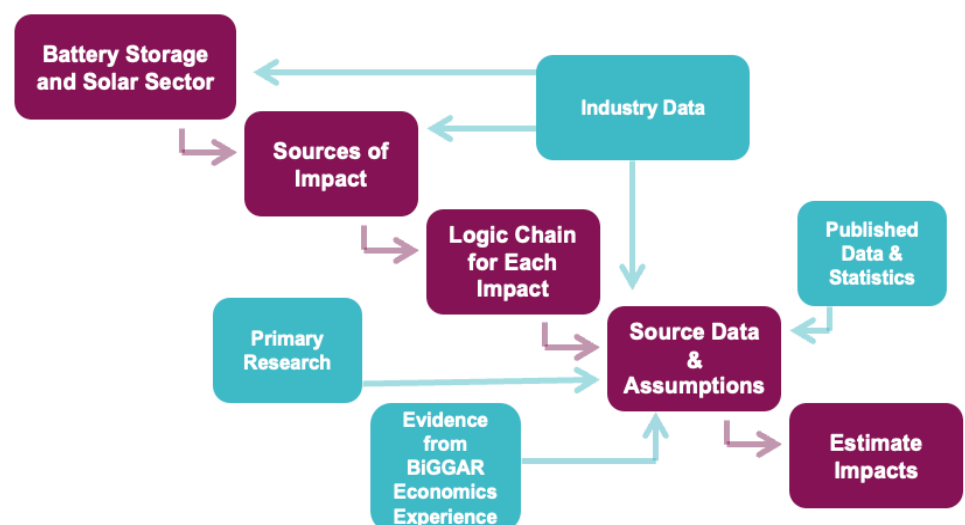 Battery Storage
and Solar Sector
Industry Data
Sources of
Impact
Logic Chain
for Each
Impact
Published
Data &
Statistics
Primary
Research
Source Data
&
Assumptions
Evidence
from
BiGGAR
Economics
Experience
Estimate
Impacts